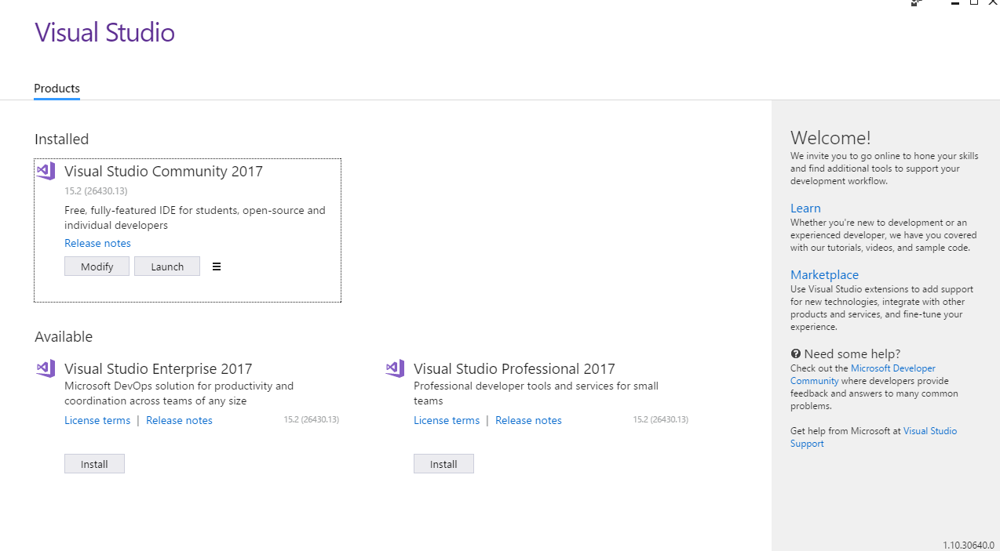 Visual Studio
Products
Installed
Visual Studio Community 2017
15.2 (26430.13)
Free, fully-featured IDE for students, open-source and
individual developers
Release notes
Modify
Launch
Available
Visual Studio Enterprise 2017
Microsoft DevOps solution for productivity and
coordination across teams of any size
License terms | Release notes
15.2 (26430.13)
Install
Visual Studio Professional 2017
Professional developer tools and services for small
teams
License terms | Release notes
15.2 (26430.13)
Install
Welcome!
We invite you to go online to hone your skills
and find additional tools to support your
development workflow.
Learn
Whether you're new to development or an
experienced developer, we have you covered
with our tutorials, videos, and sample code.
Marketplace
Use Visual Studio extensions to add support
for new technologies, integrate with other
products and services, and fine-tune your
experience.
Need some help?
Check out the Microsoft Developer
Community where developers provide
feedback and answers to many common
problems.
Get help from Microsoft at Visual Studio
Support
1.10.30640.0